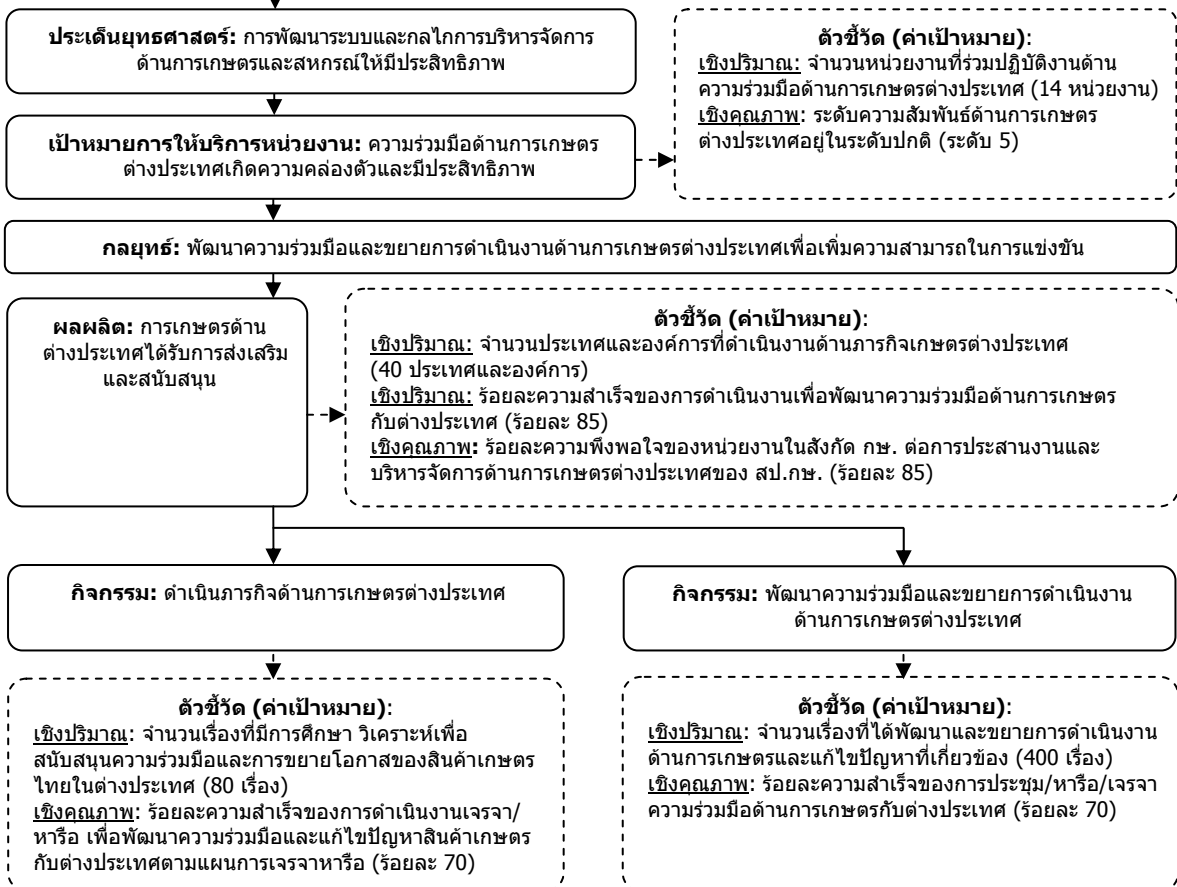 ประเด็นยุทธศาสตร์: การพัฒนาระบบและกลไกการบริหารจัดการ
ด้านการเกษตรและสหกรณ์ให้มีประสิทธิภาพ
ตัวชี้วัด (ค่าเป้าหมาย):
เชิงปริมาณ: จำนวนหน่วยงานที่ร่วมปฏิบัติงานด้าน
ความร่วมมือด้านการเกษตรต่างประเทศ (14 หน่วยงาน)
เชิงคุณภาพ: ระดับความสัมพันธ์ด้านการเกษตร
ต่างประเทศอยู่ในระดับปกติ (ระดับ 5)
เป้าหมายการให้บริการหน่วยงาน: ความร่วมมือด้านการเกษตร
ต่างประเทศเกิดความคล่องตัวและมีประสิทธิภาพ
กลยุทธ์: พัฒนาความร่วมมือและขยายการดำเนินงานด้านการเกษตรต่างประเทศเพื่อเพิ่มความสามารถในการแข่งขัน
ผลผลิต: การเกษตรด้าน
ต่างประเทศได้รับการส่งเสริม
และสนับสนุน
ตัวชี้วัด (ค่าเป้าหมาย):
เชิงปริมาณ: จำนวนประเทศและองค์การที่ดำเนินงานด้านภารกิจเกษตรต่างประเทศ
(40 ประเทศและองค์การ)
เชิงปริมาณ: ร้อยละความสำเร็จของการดำเนินงานเพื่อพัฒนาความร่วมมือด้านการเกษตร
กับต่างประเทศ (ร้อยละ 85)
เชิงคุณภาพ: ร้อยละความพึงพอใจของหน่วยงานในสังกัด กษ. ต่อการประสานงานและ
บริหารจัดการด้านการเกษตรต่างประเทศของ สป.กษ. (ร้อยละ 85)
กิจกรรม: ดำเนินภารกิจด้านการเกษตรต่างประเทศ
กิจกรรม: พัฒนาความร่วมมือและขยายการดำเนินงาน
ด้านการเกษตรต่างประเทศ
ตัวชี้วัด (ค่าเป้าหมาย):
เชิงปริมาณ: จำนวนเรื่องที่มีการศึกษา วิเคราะห์เพื่อ
สนับสนุนความร่วมมือและการขยายโอกาสของสินค้าเกษตร
ไทยในต่างประเทศ (80 เรื่อง)
เชิงคุณภาพ: ร้อยละความสำเร็จของการดำเนินงานเจรจา/
หารือ เพื่อพัฒนาความร่วมมือและแก้ไขปัญหาสินค้าเกษตร
กับต่างประเทศตามแผนการเจรจาหารือ (ร้อยละ 70)
ตัวชี้วัด (ค่าเป้าหมาย):
เชิงปริมาณ: จำนวนเรื่องที่ได้พัฒนาและขยายการดำเนินงาน
ด้านการเกษตรและแก้ไขปัญหาที่เกี่ยวข้อง (400 เรื่อง)
เชิงคุณภาพ: ร้อยละความสำเร็จของการประชุม/หารือ/เจรจา
ความร่วมมือด้านการเกษตรกับต่างประเทศ (ร้อยละ 70)